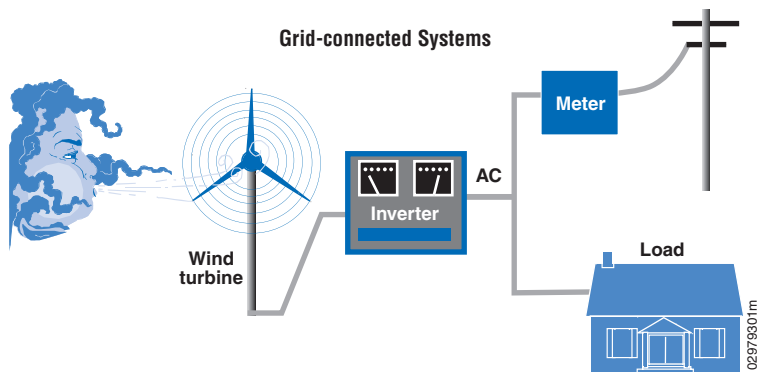 Grid-connected Systems
Meter
AC
Inverter
Wind
turbine
Load
02979301m